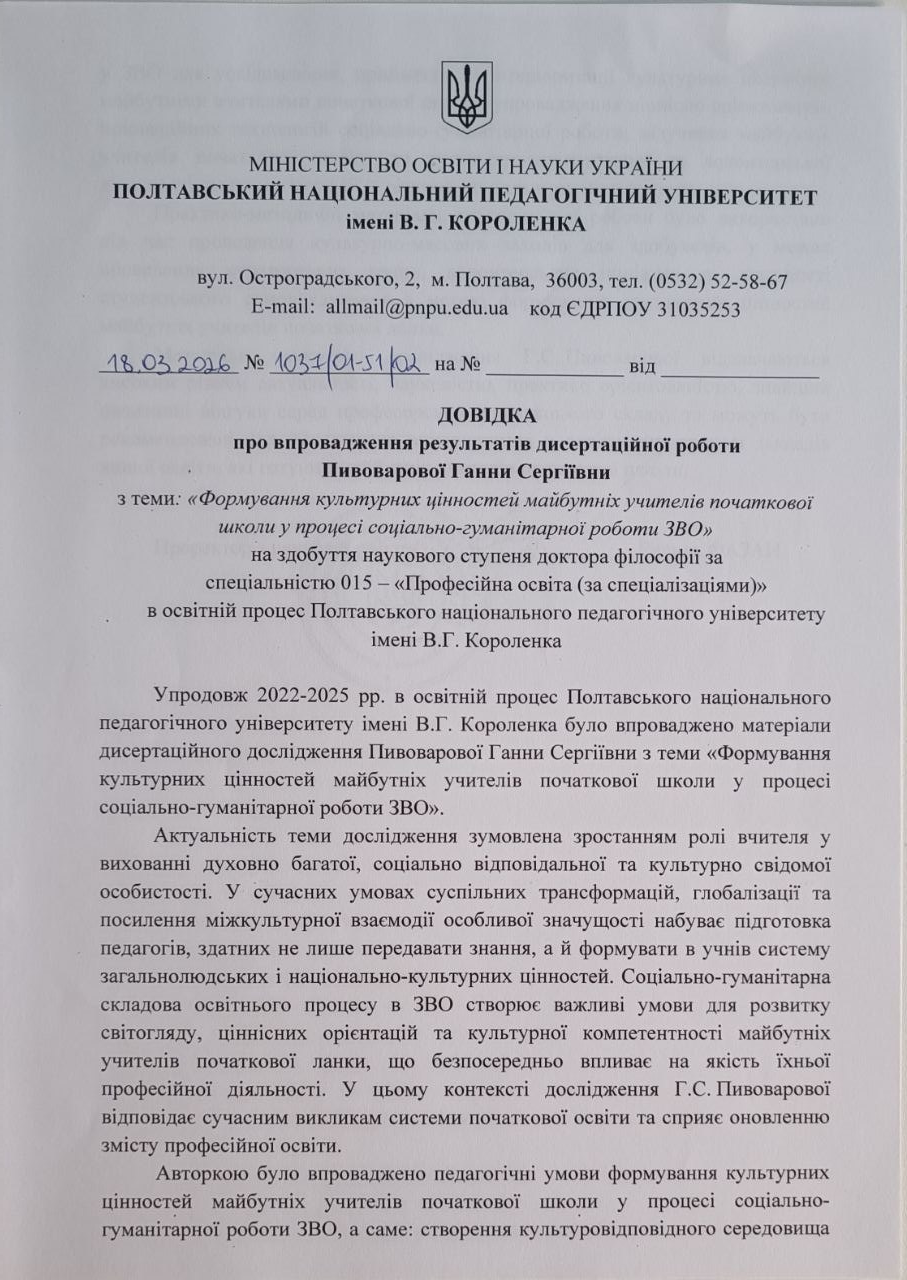 МІНІСТЕРСТВО ОСВІТИ І НАУКИ УКРАЇНИ
ПОЛТАВСЬКИЙ НАЦІОНАЛЬНИЙ ПЕДАГОГІЧНИЙ УНІВЕРСИТЕТ
імені В. Г. КОРОЛЕНКА
вул. Остроградського, 2, м. Полтава, 36003, тел. (0532) 52-58-67
E-mail: allmail@pnpu.edu.ua код ЄДРПОУ 31035253
18.03.2026 № 1037/01-51/02 на № ______________ від ________________
ДОВІДКА
про впровадження результатів дисертаційної роботи
Пивоварової Ганни Сергіївни
з теми: «Формування культурних цінностей майбутніх учителів початкової
школи у процесі соціально-гуманітарної роботи ЗВО»
на здобуття наукового ступеня доктора філософії за
спеціальністю 015 – «Професійна освіта (за спеціалізаціями)»
в освітній процес Полтавського національного педагогічного університету
імені В.Г. Короленка
Упродовж 2022-2025 рр. в освітній процес Полтавського національного
педагогічного університету імені В.Г. Короленка було впроваджено матеріали
дисертаційного дослідження Пивоварової Ганни Сергіївни з теми «Формування
культурних цінностей майбутніх учителів початкової школи у процесі
соціально-гуманітарної роботи ЗВО».
Актуальність теми дослідження зумовлена зростанням ролі вчителя у
вихованні духовно багатої, соціально відповідальної та культурно свідомої
особистості. У сучасних умовах суспільних трансформацій, глобалізації та
посилення міжкультурної взаємодії особливої значущості набуває підготовка
педагогів, здатних не лише передавати знання, а й формувати в учнів систему
загальнолюдських і національно-культурних цінностей. Соціально-гуманітарна
складова освітнього процесу в ЗВО створює важливі умови для розвитку
світогляду, ціннісних орієнтацій та культурної компетентності майбутніх
учителів початкової ланки, що безпосередньо впливає на якість їхньої
професійної діяльності. У цьому контексті дослідження Г.С. Пивоварової
відповідає сучасним викликам системи початкової освіти та сприяє оновленню
змісту професійної освіти.
Авторкою було впроваджено педагогічні умови формування культурних
цінностей майбутніх учителів початкової школи у процесі соціально-
гуманітарної роботи ЗВО, а саме: створення культуровідповідного середовища